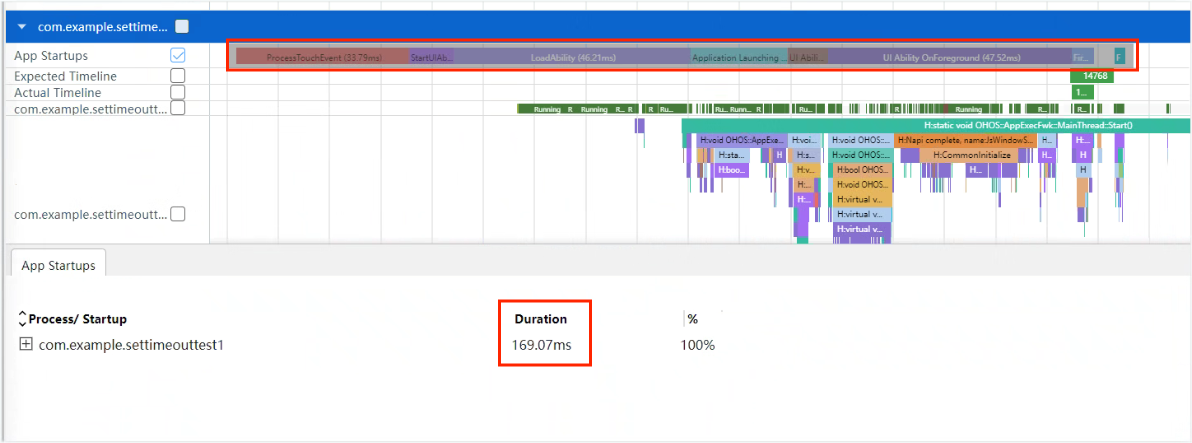 com.example.settime...
App Startups
ProcessTouchEvent (33.79ms) StartUIAb... LoadAbility (46.21ms) Application Launching ... UI Abili... UI Ability OnForeground (47.52ms) Fir... F
Expected Timeline
14768
Actual Timeline
1...
com.example.settimeoutt...
Running R Running R... R R Ru... R... Runn... R Ru... R Ru... R Running R... R...
H:static void OHOS::AppExecFwk::MainThread::Start()
H:void OHOS::AppExe... H:voi... H:void OHOS:... H:Napi complete, name:JsWindowS... H... H:...
H:sta... H H:s... H:void OHOS:... H:CommonInitialize H... H
H:boo... H:v... H:bool OHOS... H... H
H:... H:void OHOS...
H:... H:virtual v...
com.example.settimeoutt...
H:virtual v...
H:virtual v...
App Startups
Process/ Startup Duration %
com.example.settimeouttest1 169.07ms 100%